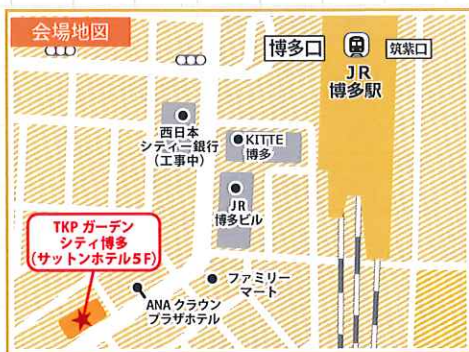 会場地図
博多口
筑紫口
JR
博多駅
西日本
シティー銀行
(工事中)
KITTE
博多
JR
博多ビル
TKP ガーデン
シティ博多
(サットンホテル5F)
ファミリー
マート
ANA クラウン
プラザホテル